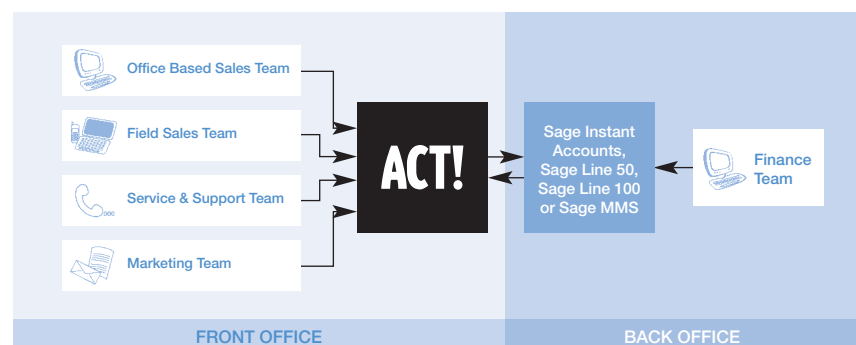 Office Based Sales Team
Field Sales Team
Service & Support Team
Marketing Team
ACT!
Sage Instant
Accounts,
Sage Line 50,
Sage Line 100
or Sage MMS
Finance
Team
FRONT OFFICE
BACK OFFICE